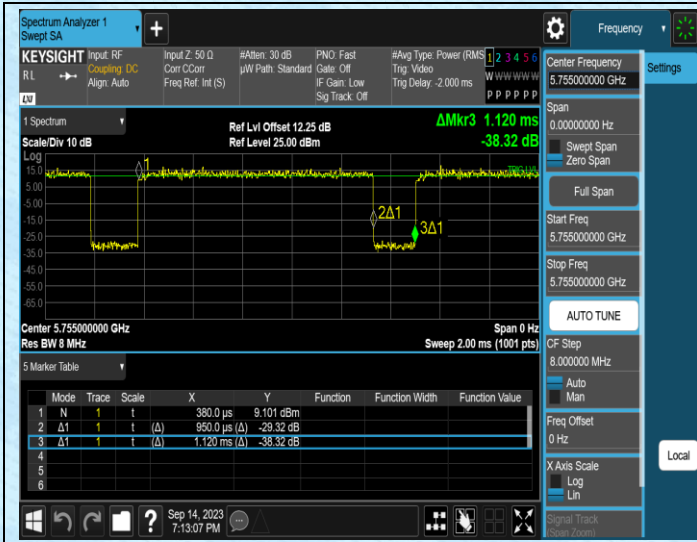 Spectrum Analyzer 1
Swept SA
Frequency
KEYSIGHT
RL
LXI
Input: RF
Coupling: DC
Align: Auto
Input Z: 50 Ω
Corr CCorr
Freq Ref: Int (S)
#Atten: 30 dB
µW Path: Standard
PNO: Fast
Gate: Off
IF Gain: Low
Sig Track: Off
#Avg Type: Power (RMS
Trig: Video
Trig Delay: -2.000 ms
1 2 3 4 5 6
W W W W W W
P P P P P P
1 Spectrum
Scale/Div 10 dB
Ref Lvl Offset 12.25 dB
Ref Level 25.00 dBm
ΔMkr3 1.120 ms
-38.32 dB
Log
15.0
5.00
-5.00
-15.0
-25.0
-35.0
-45.0
-55.0
-65.0
1
2Δ1
3Δ1
TRIG LVL
Center 5.755000000 GHz
Span 0 Hz
Res BW 8 MHz
Sweep 2.00 ms (1001 pts)
5 Marker Table
Mode Trace Scale X Y Function Function Width Function Value
1 N 1 t 380.0 µs 9.101 dBm
2 Δ1 1 t (Δ) 950.0 µs (Δ) -29.32 dB
3 Δ1 1 t (Δ) 1.120 ms (Δ) -38.32 dB
4
5
6
Sep 14, 2023
7:13:07 PM
Center Frequency
5.755000000 GHz
Span
0.00000000 Hz
Swept Span
Zero Span
Full Span
Start Freq
5.755000000 GHz
Stop Freq
5.755000000 GHz
AUTO TUNE
CF Step
8.000000 MHz
Auto
Man
Freq Offset
0 Hz
X Axis Scale
Log
Lin
Signal Track
(Span Zoom)
Settings
Local